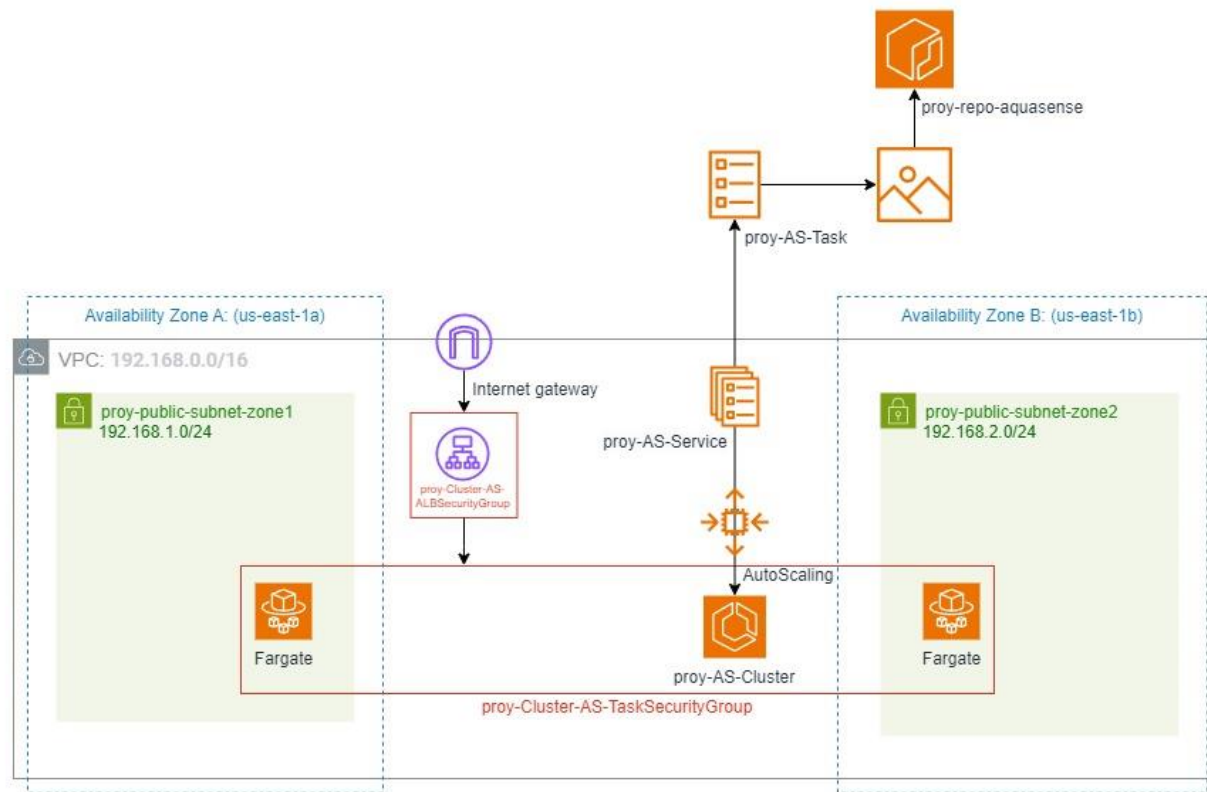 proy-repo-aquasense
proy-AS-Task
Availability Zone A: (us-east-1a)
Availability Zone B: (us-east-1b)
VPC: 192.168.0.0/16
Internet gateway
proy-public-subnet-zone1
192.168.1.0/24
proy-public-subnet-zone2
192.168.2.0/24
proy-AS-Service
proy-Cluster-AS-
ALBSecurityGroup
AutoScaling
Fargate
proy-AS-Cluster
Fargate
proy-Cluster-AS-TaskSecurityGroup